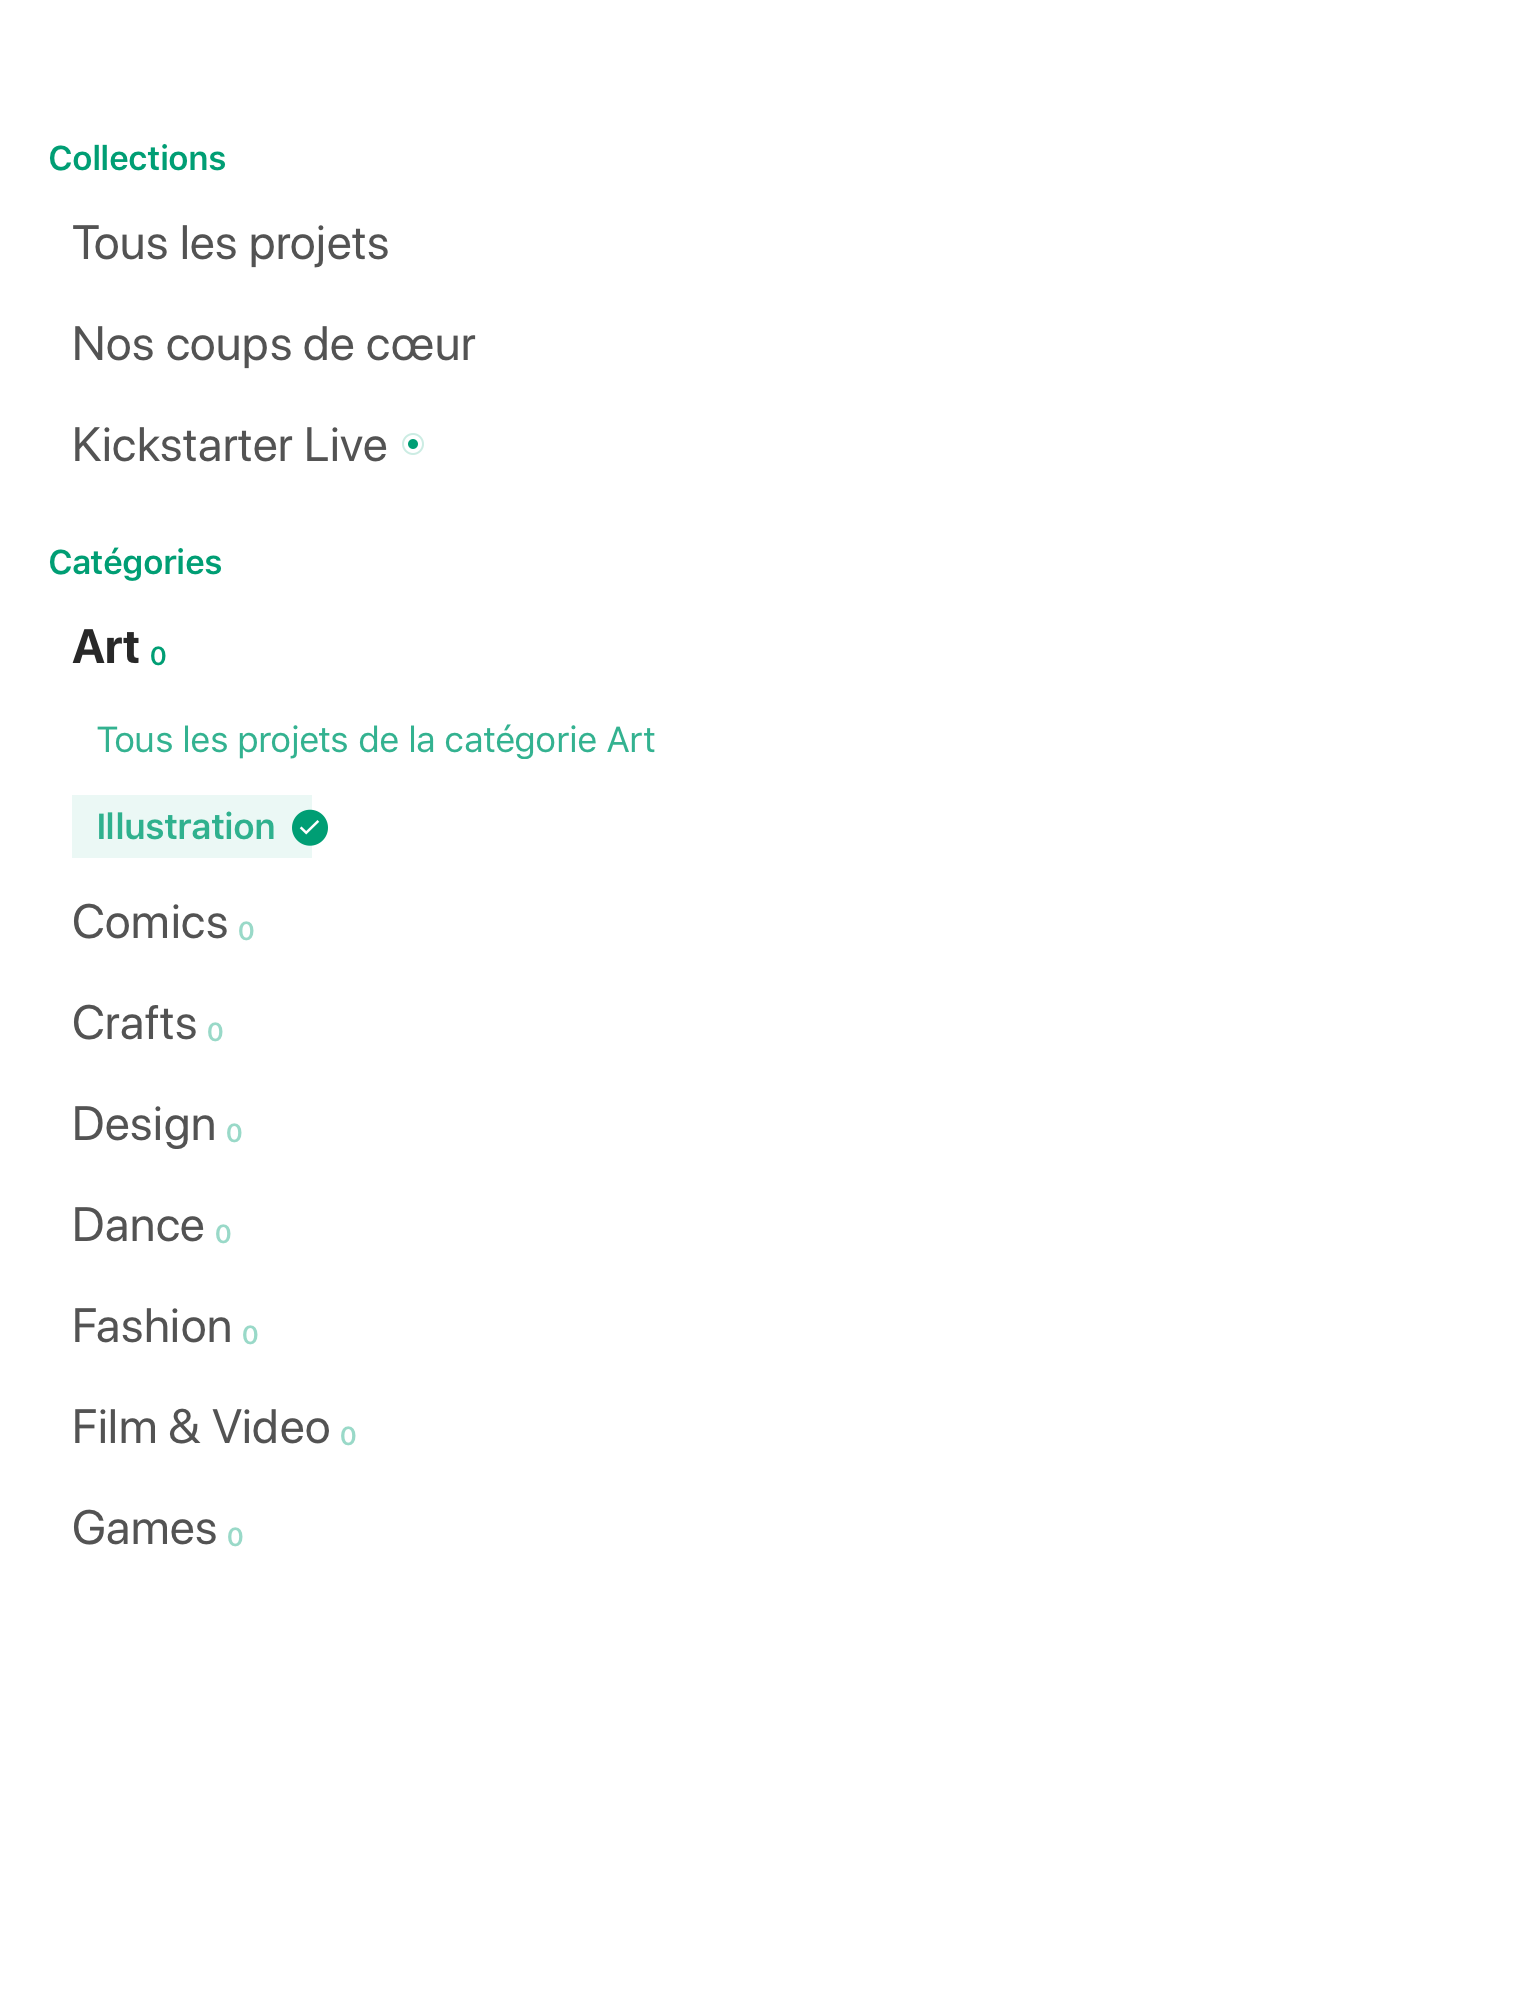 Collections
Tous les projets
Nos coups de cœur
Kickstarter Live
Catégories
Art 0
Tous les projets de la catégorie Art
Illustration
Comics 0
Crafts 0
Design 0
Dance 0
Fashion 0
Film & Video 0
Games 0